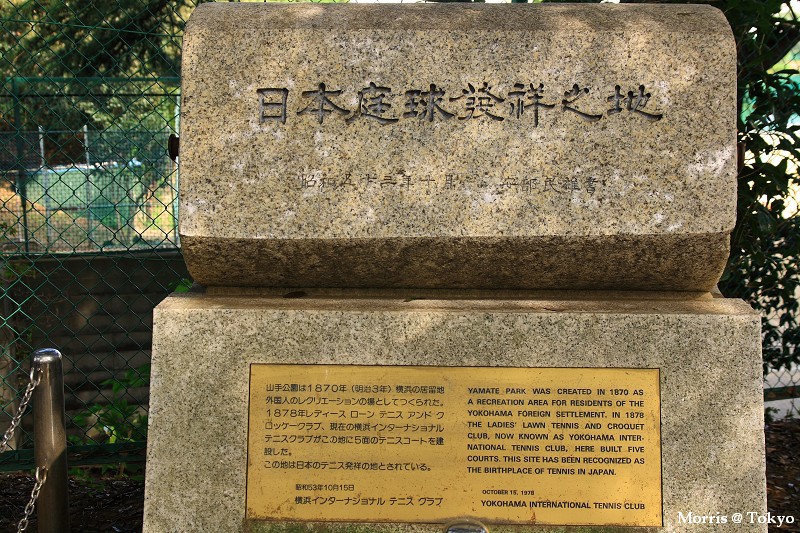 日本庭球發祥之地
昭和五十三年十月
山手公園は1870年(明治3年)横浜の居留地
外国人のレクリエーションの場としてつくられた。
1878年レディース ローン テニス アンド ク
ロッケークラブ、現在の横浜インターナショナル
テニスクラブがこの地に5面のテニスコートを建
設した。
この地は日本のテニス発祥の地とされている。
昭和53年10月15日
横浜インターナショナル テニス クラブ
YAMATE PARK WAS CREATED IN 1870 AS
A RECREATION AREA FOR RESIDENTS OF THE
YOKOHAMA FOREIGN SETTLEMENT. IN 1878
THE LADIES' LAWN TENNIS AND CROQUET
CLUB, NOW KNOWN AS YOKOHAMA INTER-
NATIONAL TENNIS CLUB, HERE BUILT FIVE
COURTS. THIS SITE HAS BEEN RECOGNIZED AS
THE BIRTHPLACE OF TENNIS IN JAPAN.
OCTOBER 15, 1978
YOKOHAMA INTERNATIONAL TENNIS CLUB
Morris @ Tokyo